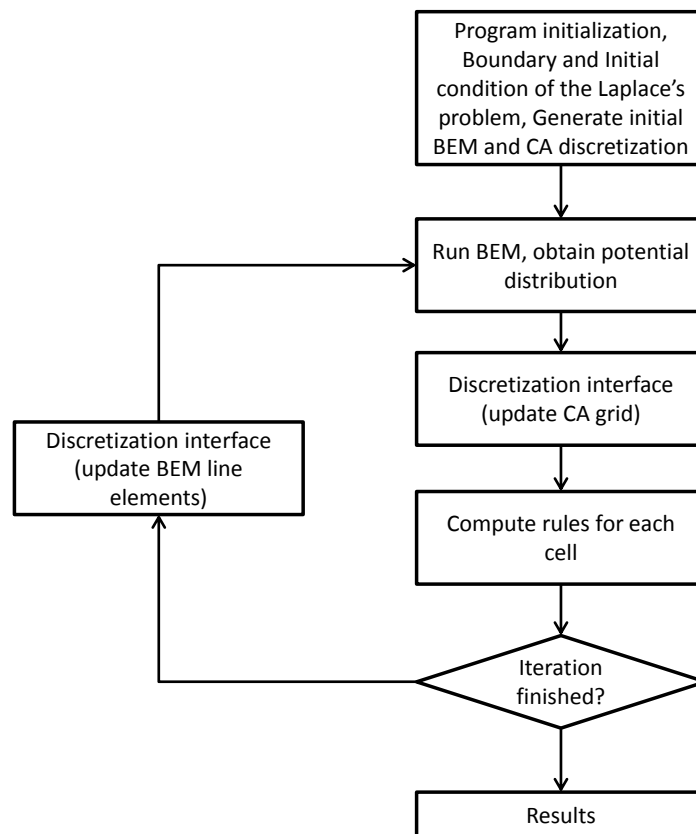 Program initialization,
Boundary and Initial
condition of the Laplace’s
problem, Generate initial
BEM and CA discretization
Run BEM, obtain potential
distribution
Discretization interface
(update CA grid)
Discretization interface
(update BEM line
elements)
Compute rules for each
cell
Iteration
finished?
Results